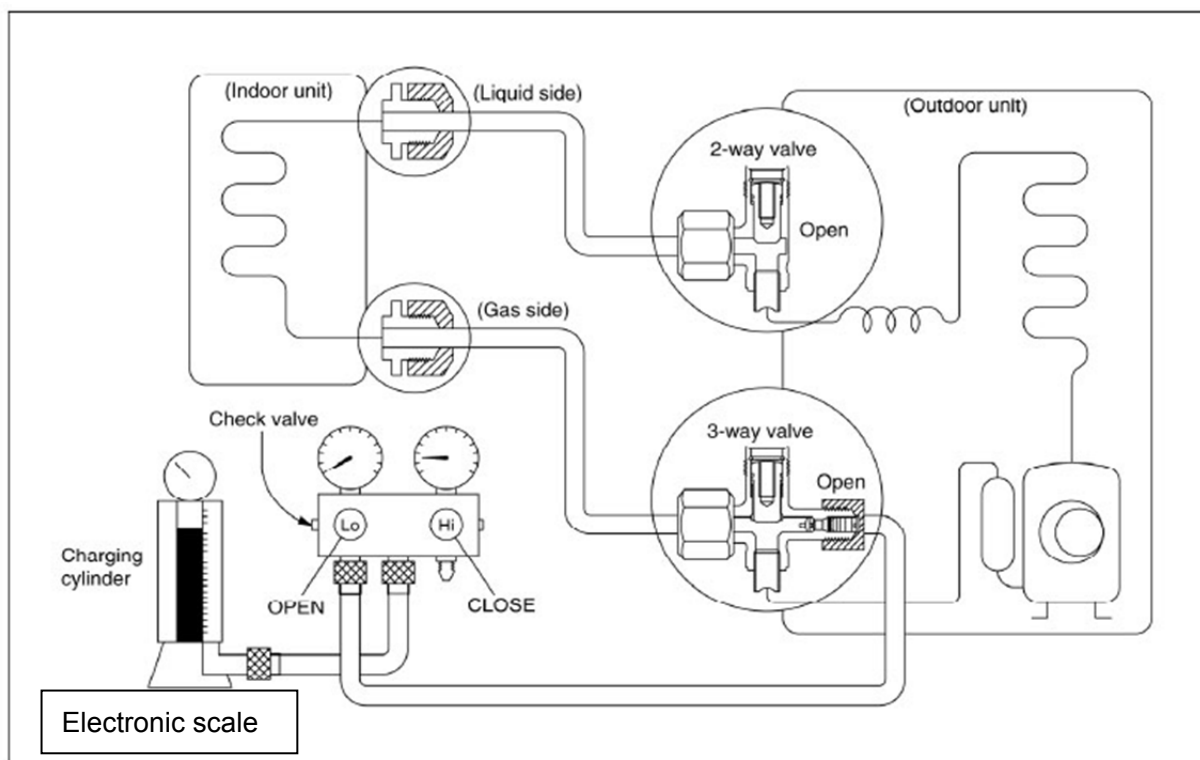 (Indoor unit)
(Liquid side)
(Outdoor unit)
2-way valve
Open
(Gas side)
Check valve
3-way valve
Open
Lo
Hi
Charging
cylinder
OPEN
CLOSE
Electronic scale